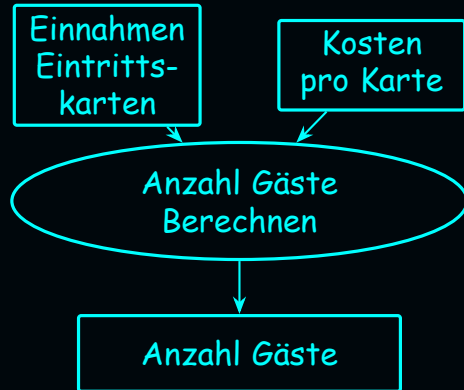 Einnahmen
Eintritts-
karten
Kosten
pro Karte
Anzahl Gäste
Berechnen
Anzahl Gäste